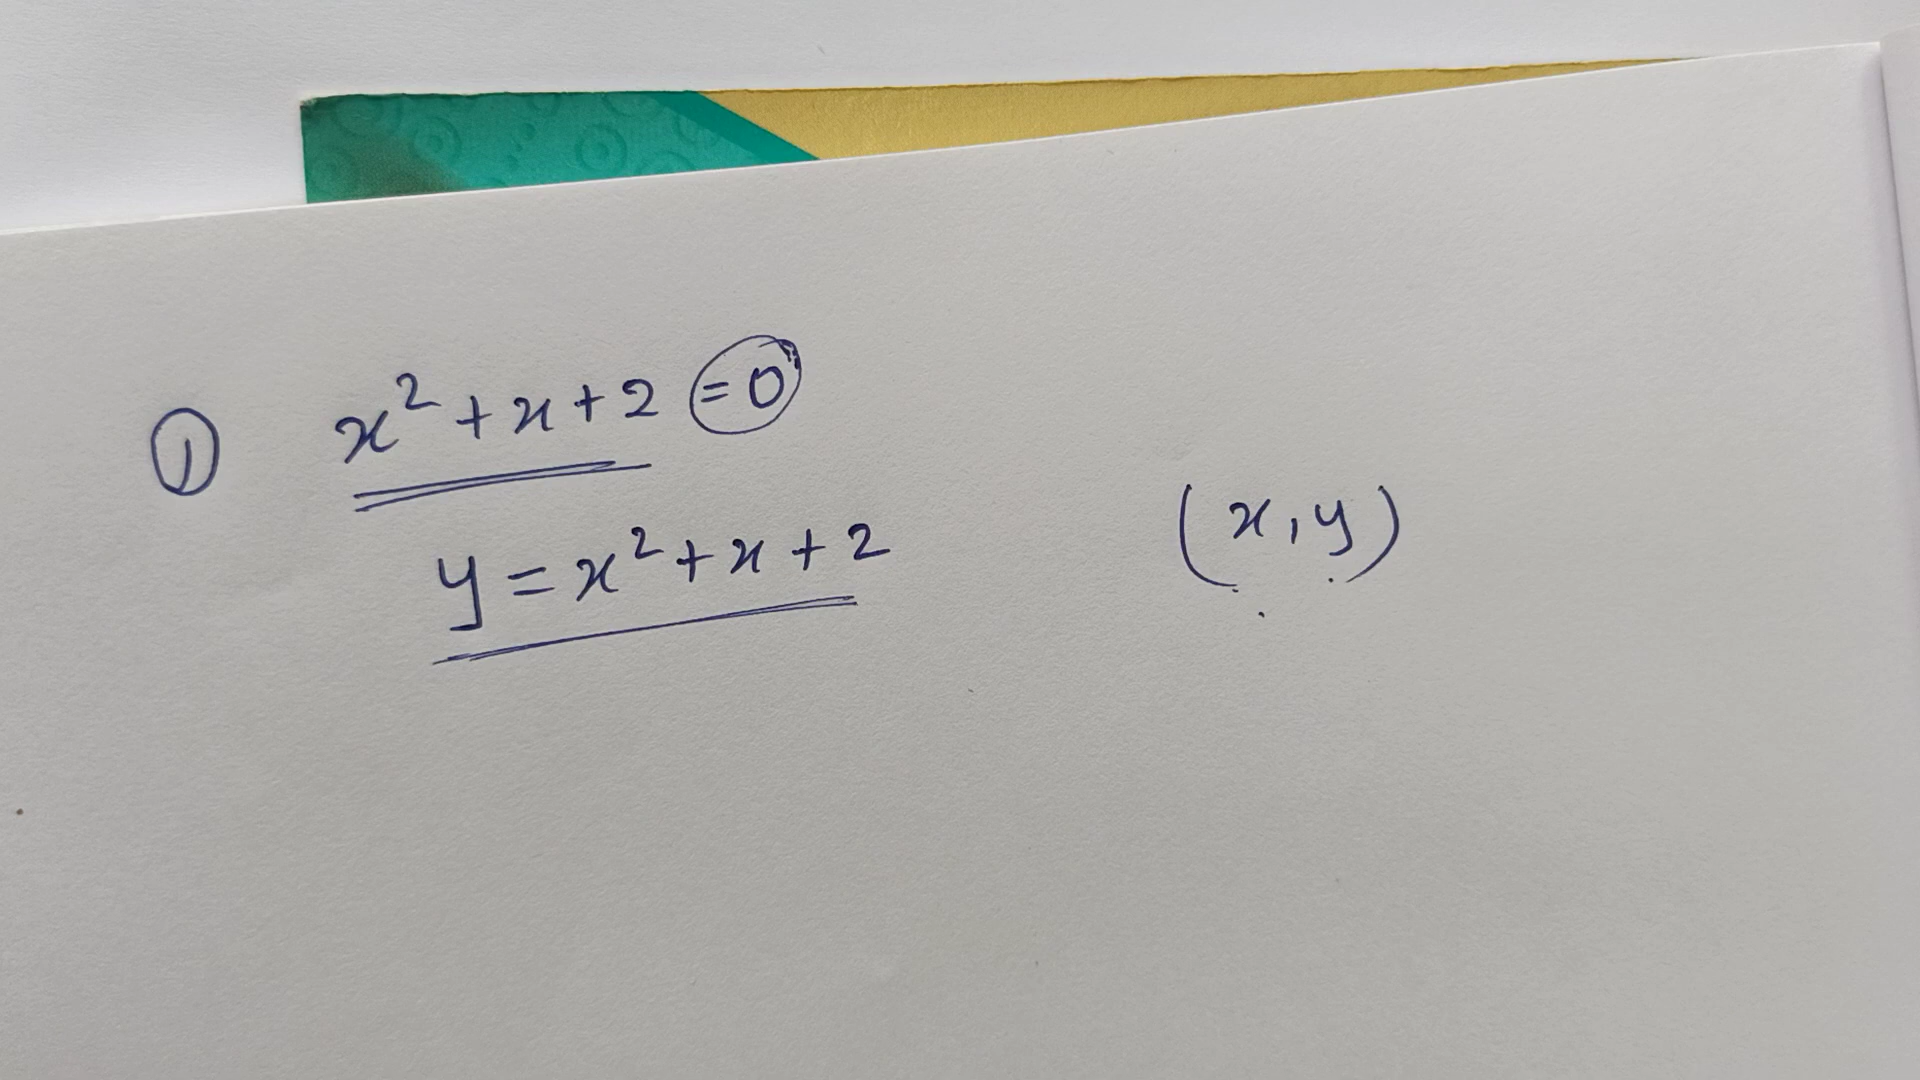 ① x² + x + 2 = 0
y = x² + x + 2 (x, y)